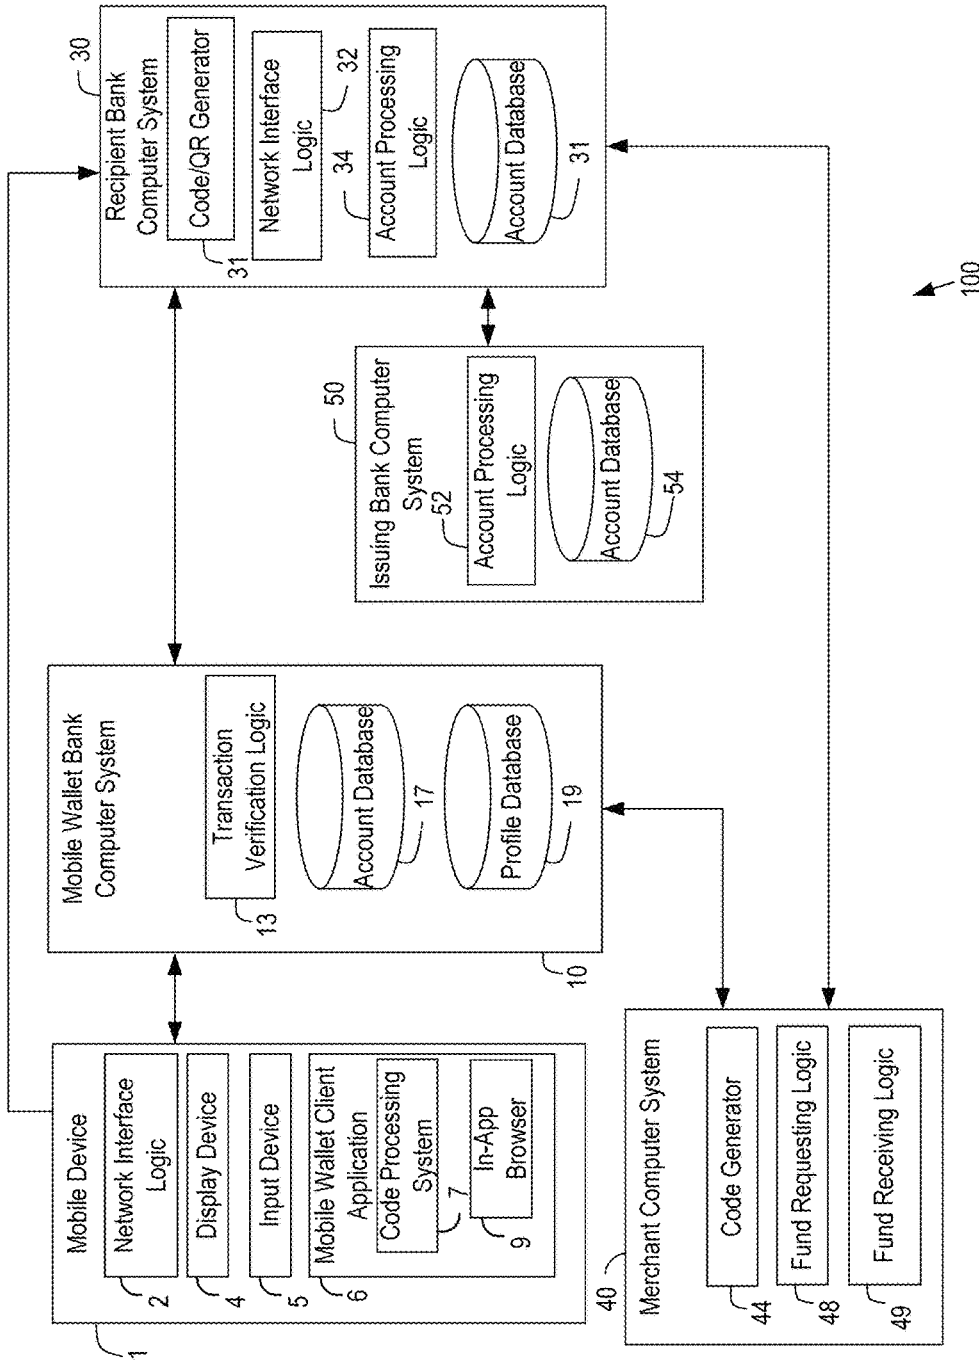 Mobile Device
Network Interface
Logic
2
Display Device
4
Input Device
5
Mobile Wallet Client
Application
6
Code Processing
System
7
In-App
Browser
9
1
Mobile Wallet Bank
Computer System
Transaction
Verification Logic
13
Account Database
17
Profile Database
19
10
Recipient Bank
Computer System
30
Code/QR Generator
31
Network Interface
Logic
32
34
Account Processing
Logic
Account Database
31
50
Issuing Bank Computer
System
52
Account Processing
Logic
Account Database
54
40
Merchant Computer System
Code Generator
44
Fund Requesting Logic
48
Fund Receiving Logic
49
100